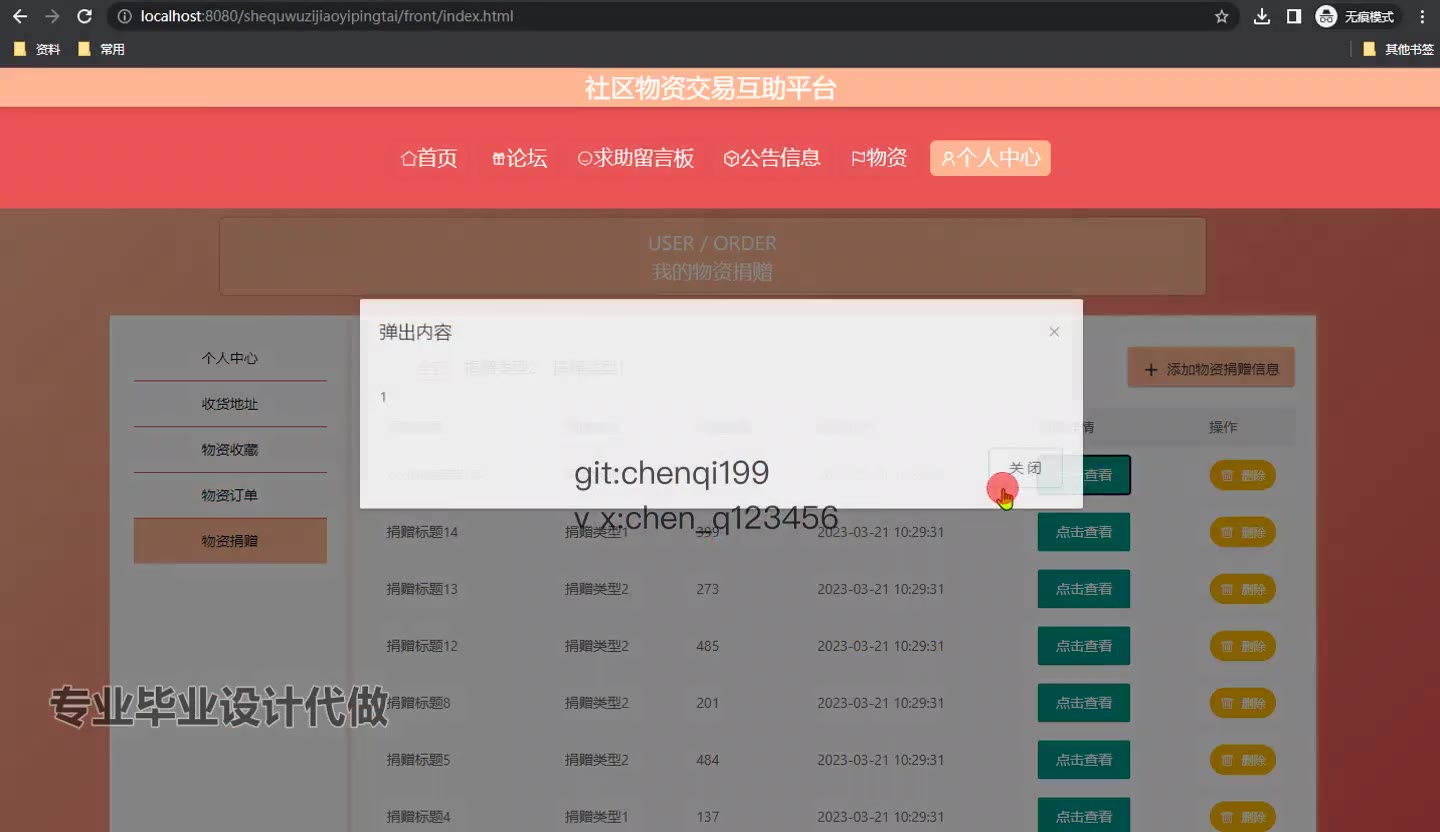 localhost:8080/shequwuzijiaoyipingtai/front/index.html
无痕模式
资料
常用
其他书签
社区物资交易互助平台
首页
论坛
求助留言板
公告信息
物资
个人中心
USER / ORDER
我的物资捐赠
弹出内容
×
个人中心
收货地址
物资收藏
物资订单
物资捐赠
捐赠类型2
捐赠类型1
+ 添加物资捐赠信息
1
情
操作
关闭
查看
删除
git:chenqi199
v x:chen_q123456
捐赠标题14 捐赠类型1 399 2023-03-21 10:29:31 点击查看 删除
捐赠标题13 捐赠类型2 273 2023-03-21 10:29:31 点击查看 删除
捐赠标题12 捐赠类型2 485 2023-03-21 10:29:31 点击查看 删除
捐赠标题8 捐赠类型2 201 2023-03-21 10:29:31 点击查看 删除
专业毕业设计代做
捐赠标题5 捐赠类型2 484 2023-03-21 10:29:31 点击查看 删除
捐赠标题4 捐赠类型1 137 2023-03-21 10:29:31 点击查看 删除